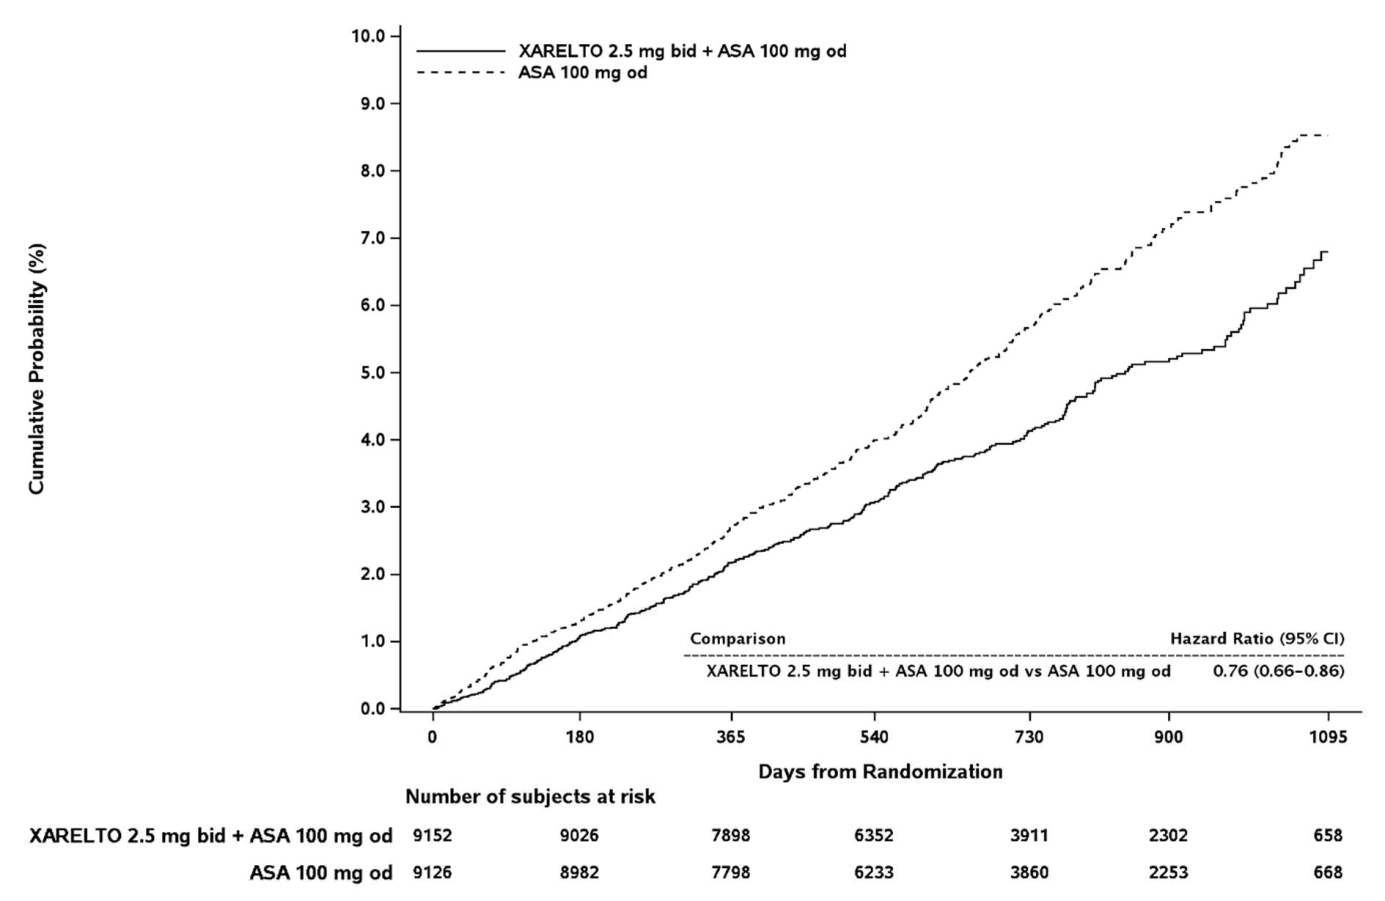 10.0
XARELTO 2.5 mg bid + ASA 100 mg od
ASA 100 mg od
9.0
8.0
7.0
6.0
5.0
4.0
3.0
2.0
1.0
0.0
Cumulative Probability (%)
Comparison Hazard Ratio (95% CI)
XARELTO 2.5 mg bid + ASA 100 mg od vs ASA 100 mg od 0.76 (0.66–0.86)
0 180 365 540 730 900 1095
Days from Randomization
Number of subjects at risk
XARELTO 2.5 mg bid + ASA 100 mg od 9152 9026 7898 6352 3911 2302 658
ASA 100 mg od 9126 8982 7798 6233 3860 2253 668